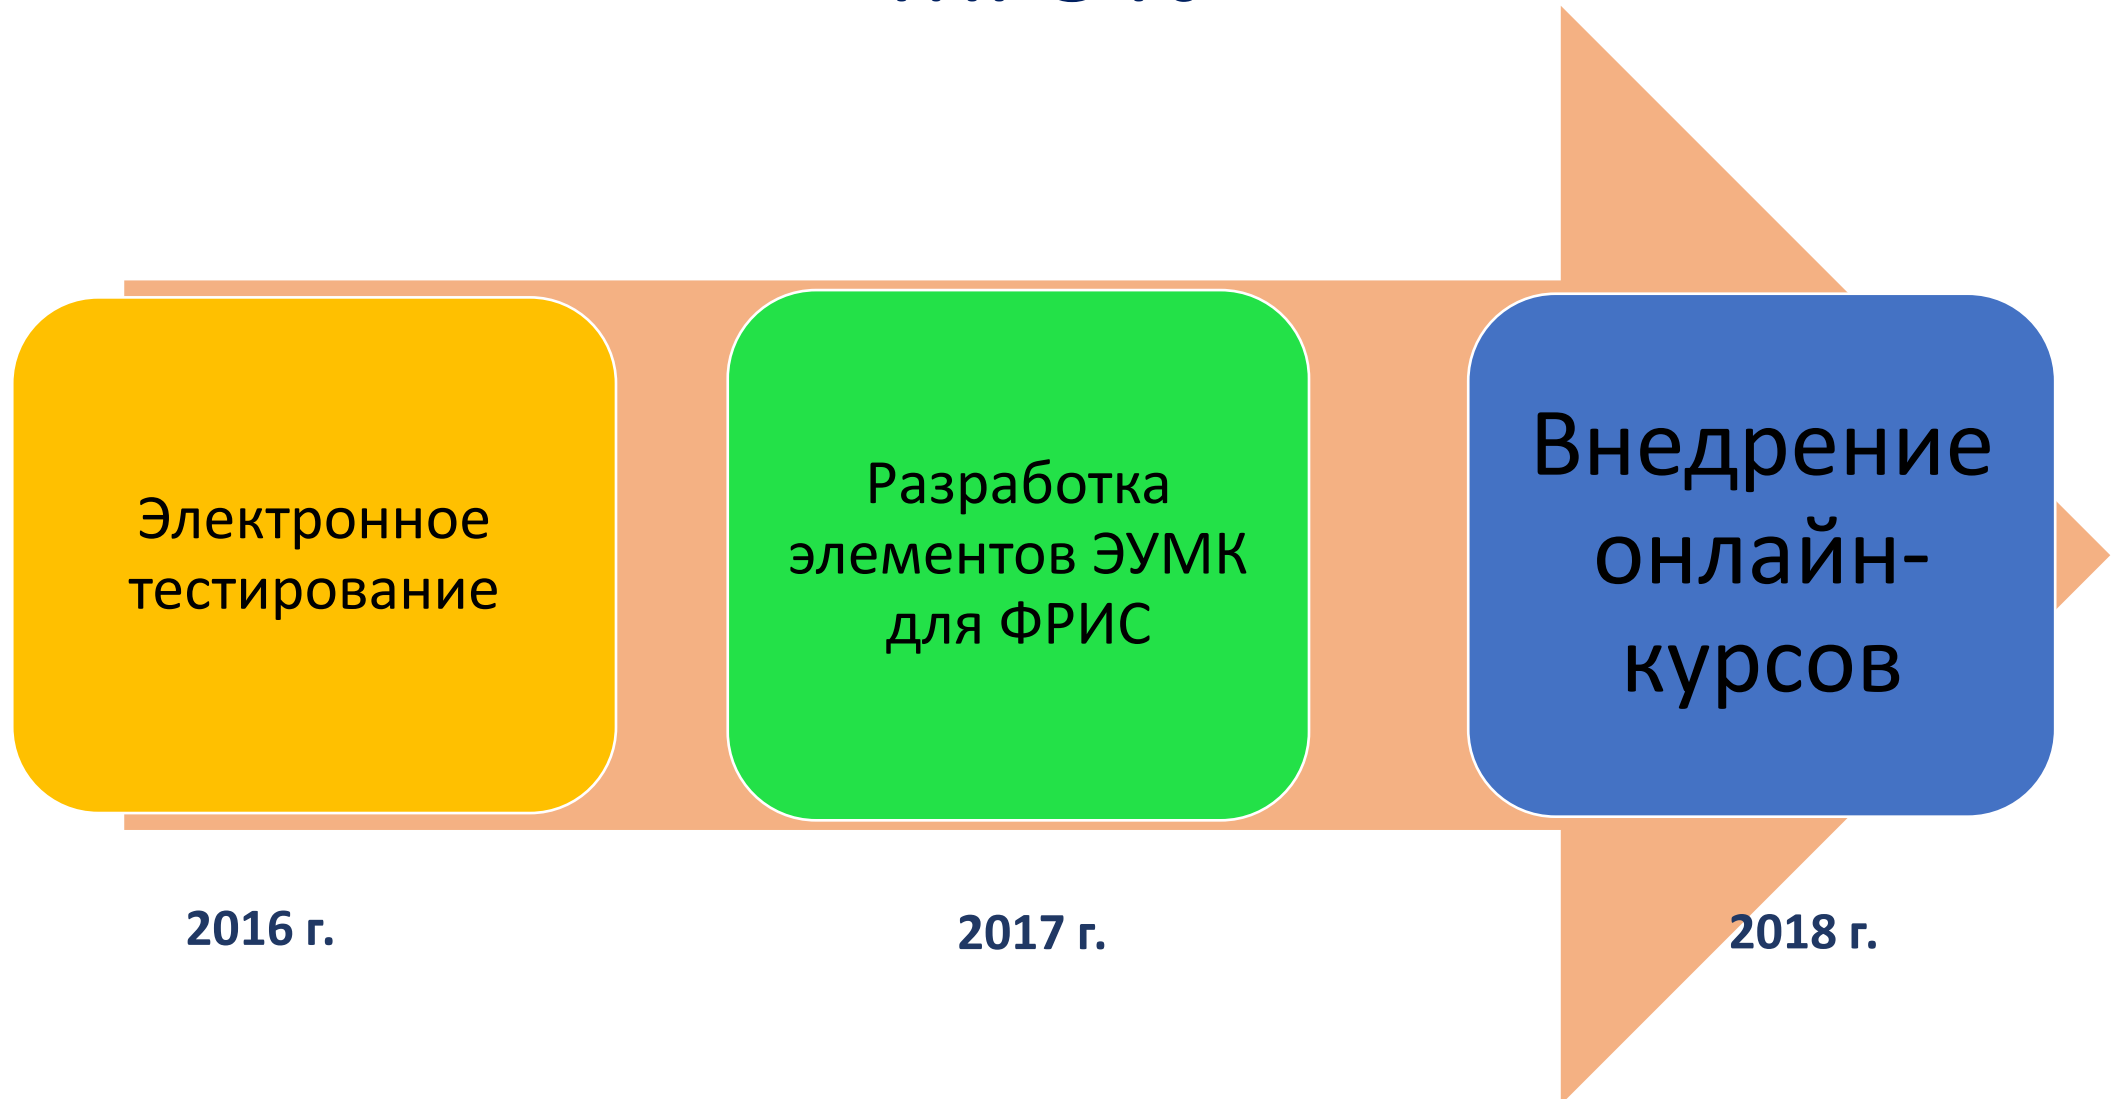 Электронное
тестирование
Разработка
элементов ЭУМК
для ФРИС
Внедрение
онлайн-
курсов
2016 г.
2017 г.
2018 г.